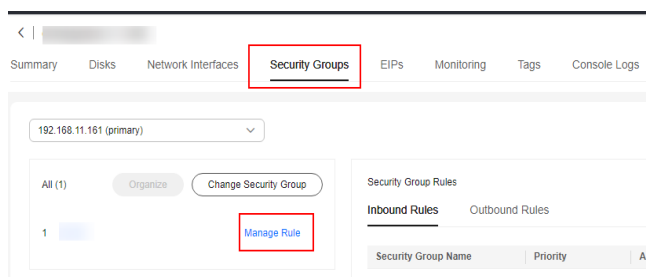 Summary Disks Network Interfaces Security Groups EIPs Monitoring Tags Console Logs
192.168.11.161 (primary)
All (1) Organize Change Security Group
1 Manage Rule
Security Group Rules
Inbound Rules Outbound Rules
Security Group Name Priority